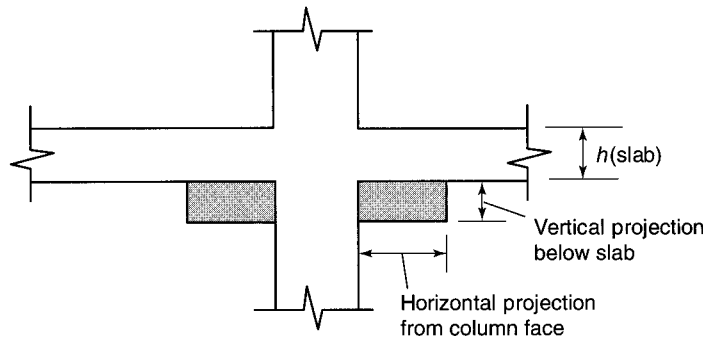 h(slab)
Vertical projection
below slab
Horizontal projection
from column face